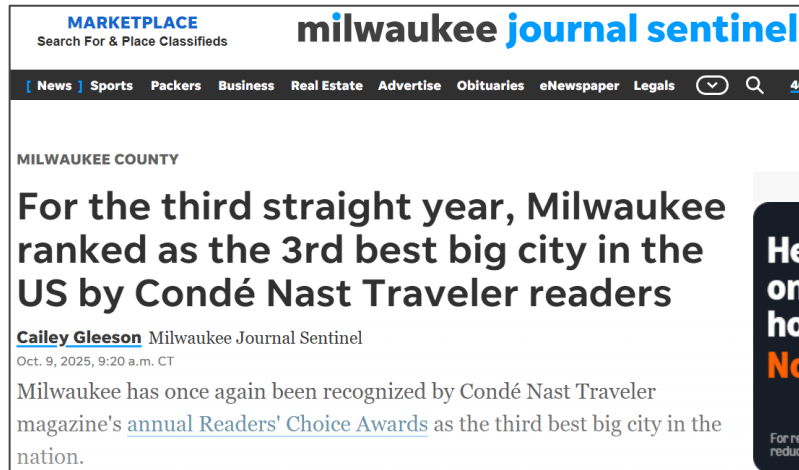 MARKETPLACE
Search For & Place Classifieds
milwaukee journal sentinel
[ News ] Sports Packers Business Real Estate Advertise Obituaries eNewspaper Legals
MILWAUKEE COUNTY
For the third straight year, Milwaukee
ranked as the 3rd best big city in the
US by Condé Nast Traveler readers
Cailey Gleeson Milwaukee Journal Sentinel
Oct. 9, 2025, 9:20 a.m. CT
Milwaukee has once again been recognized by Condé Nast Traveler
magazine's annual Readers' Choice Awards as the third best big city in the
nation.